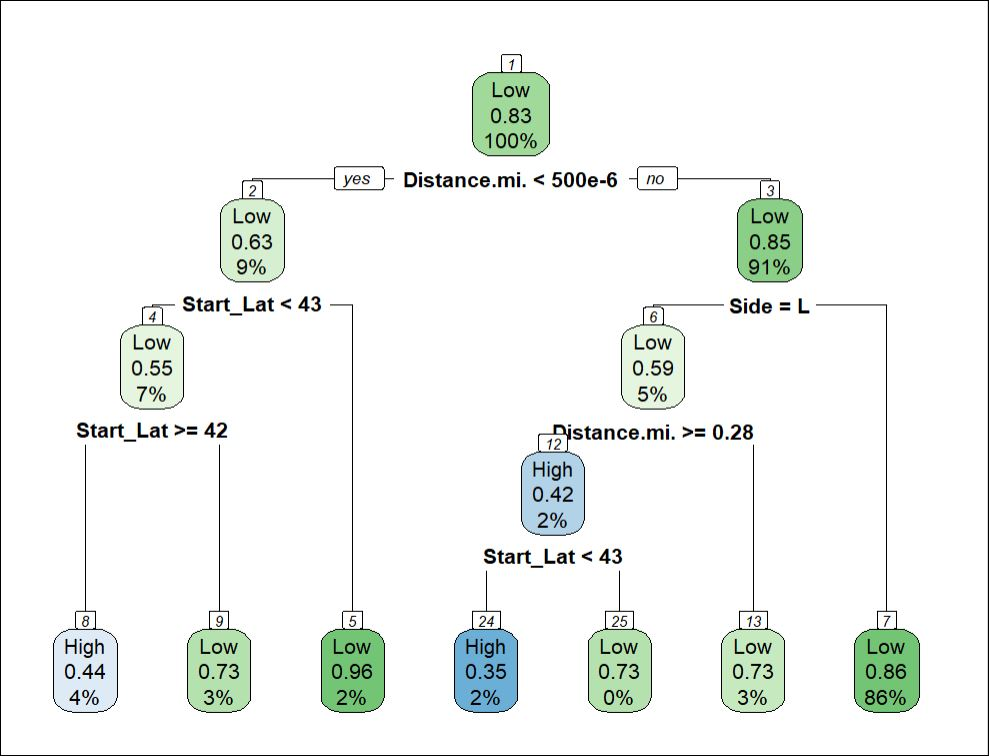 1
Low
0.83
100%
yes Distance.mi. < 500e-6 no
2
Low
0.63
9%
3
Low
0.85
91%
Start_Lat < 43
Side = L
4
Low
0.55
7%
6
Low
0.59
5%
Start_Lat >= 42
Distance.mi. >= 0.28
12
High
0.42
2%
Start_Lat < 43
8
High
0.44
4%
9
Low
0.73
3%
5
Low
0.96
2%
24
High
0.35
2%
25
Low
0.73
0%
13
Low
0.73
3%
7
Low
0.86
86%